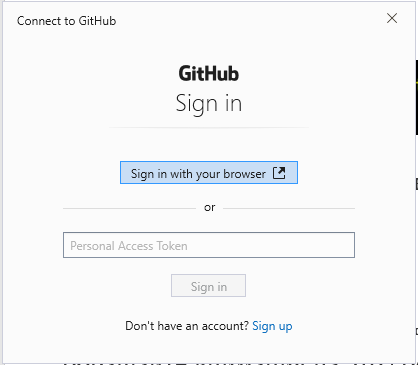 Connect to GitHub
GitHub
Sign in
Sign in with your browser
or
Personal Access Token
Sign in
Don't have an account? Sign up